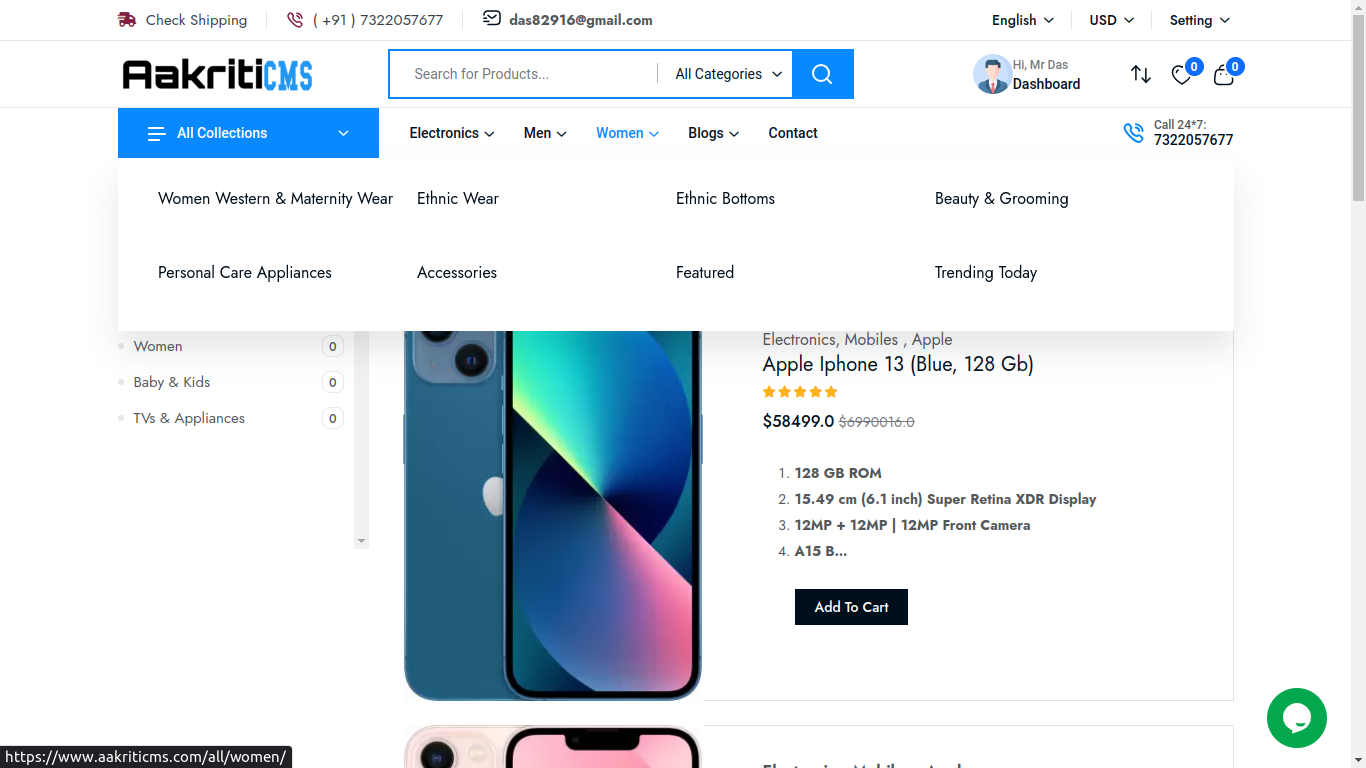 Check Shipping
( +91 ) 7322057677
das82916@gmail.com
English
USD
Setting
AakritiCMS
Search for Products...
All Categories
Hi, Mr Das
Dashboard
0
0
All Collections
Electronics
Men
Women
Blogs
Contact
Call 24*7:
7322057677
Women Western & Maternity Wear
Ethnic Wear
Ethnic Bottoms
Beauty & Grooming
Personal Care Appliances
Accessories
Featured
Trending Today
Women 0
Baby & Kids 0
TVs & Appliances 0
Electronics, Mobiles , Apple
Apple Iphone 13 (Blue, 128 Gb)
$58499.0 $6990016.0
1. 128 GB ROM
2. 15.49 cm (6.1 inch) Super Retina XDR Display
3. 12MP + 12MP | 12MP Front Camera
4. A15 B...
Add To Cart
https://www.aakriticms.com/all/women/